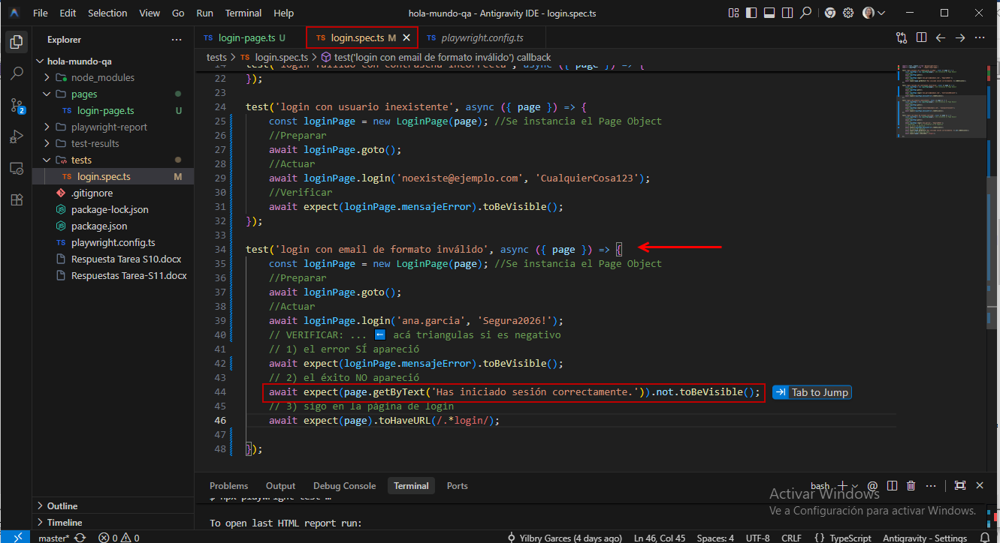 File Edit Selection View Go Run Terminal Help
hola-mundo-qa - Antigravity IDE - login.spec.ts
Explorer
hola-mundo-qa
node_modules
pages
TS login-page.ts U
playwright-report
test-results
tests
TS login.spec.ts M
.gitignore
package-lock.json
package.json
TS playwright.config.ts
Respuesta Tarea S10.docx
Respuestas Tarea-S11.docx
Outline
Timeline
2
TS login-page.ts U
TS login.spec.ts M
TS playwright.config.ts
tests > TS login.spec.ts > test('login con email de formato inválido') callback
22 });
23
24 test('login con usuario inexistente', async ({ page }) => {
25 const loginPage = new LoginPage(page); //Se instancia el Page Object
26 //Preparar
27 await loginPage.goto();
28 //Actuar
29 await loginPage.login('noexiste@ejemplo.com', 'CualquierCosa123');
30 //Verificar
31 await expect(loginPage.mensajeError).toBeVisible();
32 });
33
34 test('login con email de formato inválido', async ({ page }) => {
35 const loginPage = new LoginPage(page); //Se instancia el Page Object
36 //Preparar
37 await loginPage.goto();
38 //Actuar
39 await loginPage.login('ana.garcia', 'Segura2026!');
40 // VERIFICAR: ... ⬅ acá triangulas si es negativo
41 // 1) el error SÍ apareció
42 await expect(loginPage.mensajeError).toBeVisible();
43 // 2) el éxito NO apareció
44 await expect(page.getByText('Has iniciado sesión correctamente.')).not.toBeVisible();
Tab to Jump
45 // 3) sigo en la página de login
46 await expect(page).toHaveURL(/.*login/);
47
48 });
Problems Output Debug Console Terminal Ports
bash
$ npx playwright test …
To open last HTML report run:
Activar Windows
Ve a Configuración para activar Windows.
master* 0 0
Yilbry Garces (4 days ago) Ln 46, Col 45 Spaces: 4 UTF-8 CRLF {} TypeScript Antigravity - Settings